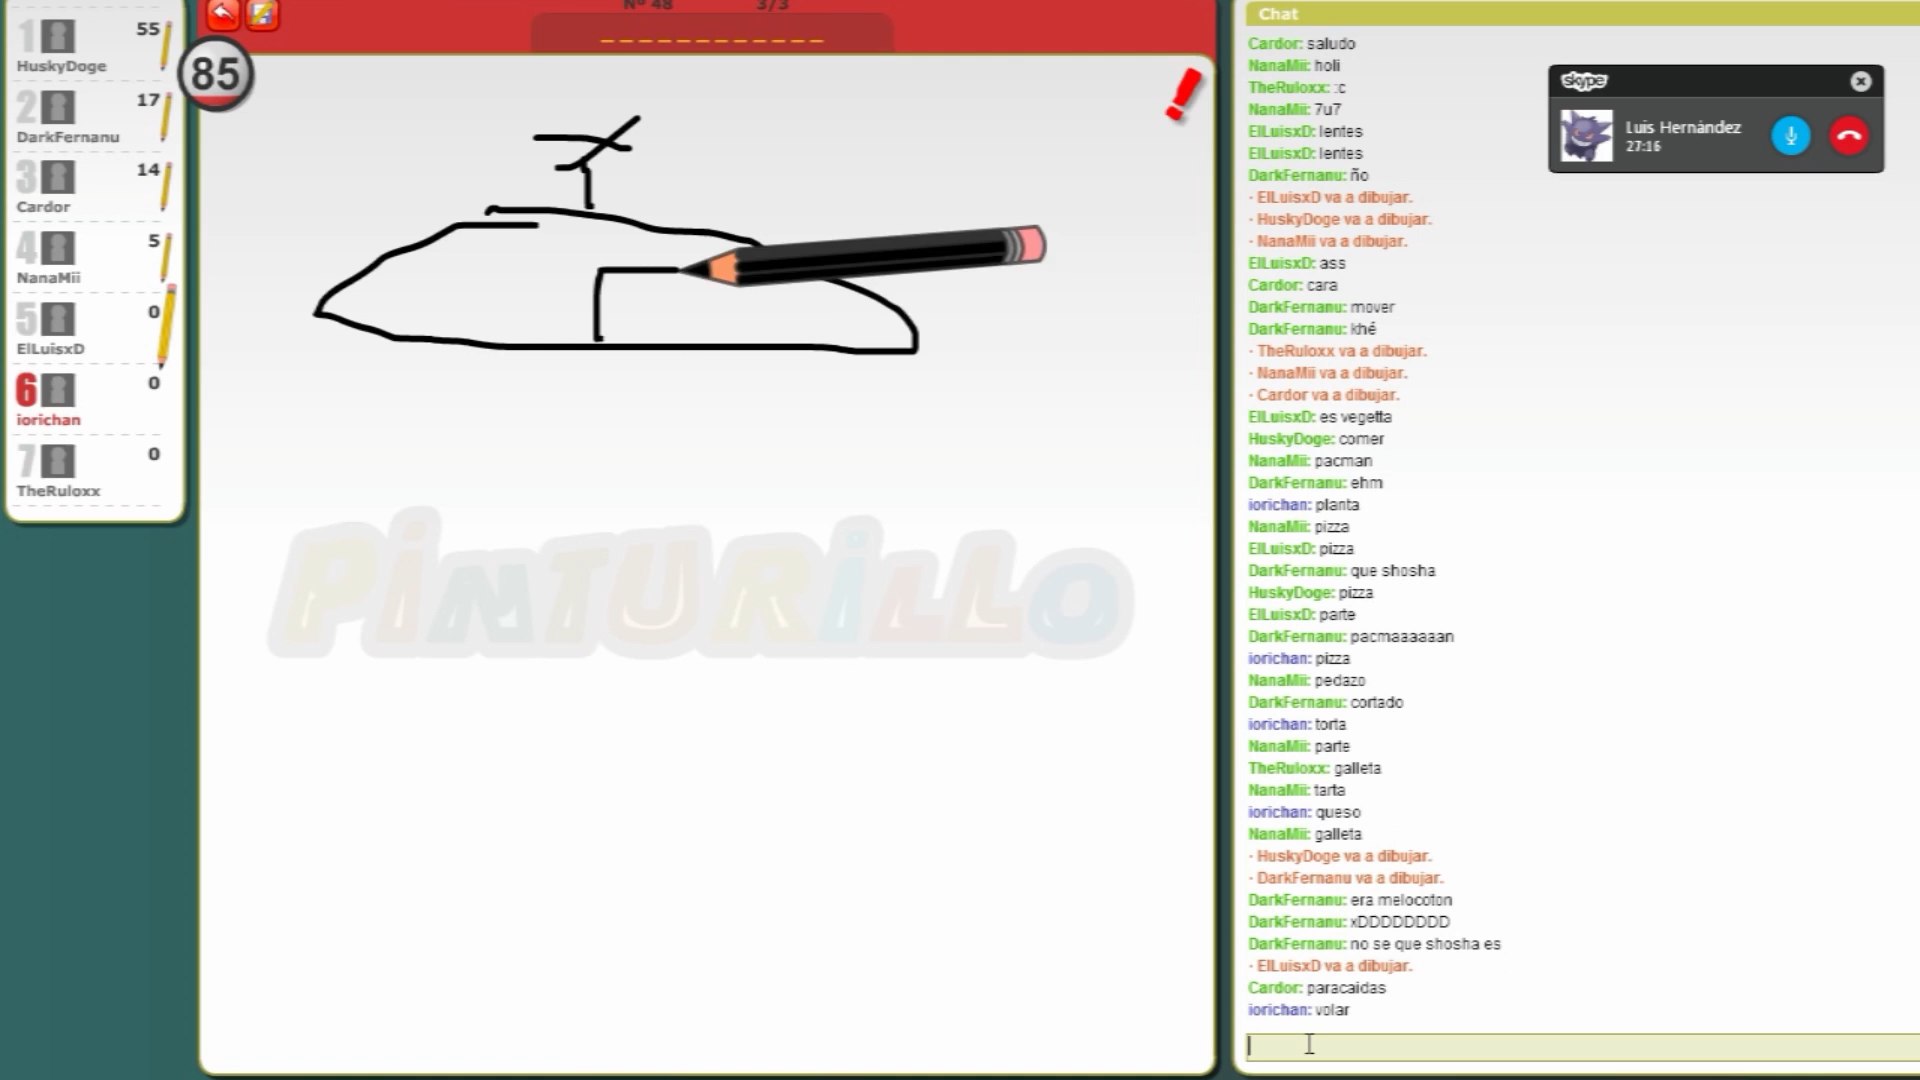 Nº 48 3/3
____________
85
1 55
HuskyDoge
2 17
DarkFernanu
3 14
Cardor
4 5
NanaMii
5 0
ElLuisxD
6 0
iorichan
7 0
TheRuloxx
PINTURILLO
Chat
Cardor: saludo
NanaMii: holi
TheRuloxx: :c
NanaMii: 7u7
ElLuisxD: lentes
ElLuisxD: lentes
DarkFernanu: ño
· ElLuisxD va a dibujar.
· HuskyDoge va a dibujar.
· NanaMii va a dibujar.
ElLuisxD: ass
Cardor: cara
DarkFernanu: mover
DarkFernanu: khé
· TheRuloxx va a dibujar.
· NanaMii va a dibujar.
· Cardor va a dibujar.
ElLuisxD: es vegetta
HuskyDoge: comer
NanaMii: pacman
DarkFernanu: ehm
iorichan: planta
NanaMii: pizza
ElLuisxD: pizza
DarkFernanu: que shosha
HuskyDoge: pizza
ElLuisxD: parte
DarkFernanu: pacmaaaaaan
iorichan: pizza
NanaMii: pedazo
DarkFernanu: cortado
iorichan: torta
NanaMii: parte
TheRuloxx: galleta
NanaMii: tarta
iorichan: queso
NanaMii: galleta
· HuskyDoge va a dibujar.
· DarkFernanu va a dibujar.
DarkFernanu: era melocoton
DarkFernanu: xDDDDDDDD
DarkFernanu: no se que shosha es
· ElLuisxD va a dibujar.
Cardor: paracaidas
iorichan: volar
skype
Luis Hernández
27:16